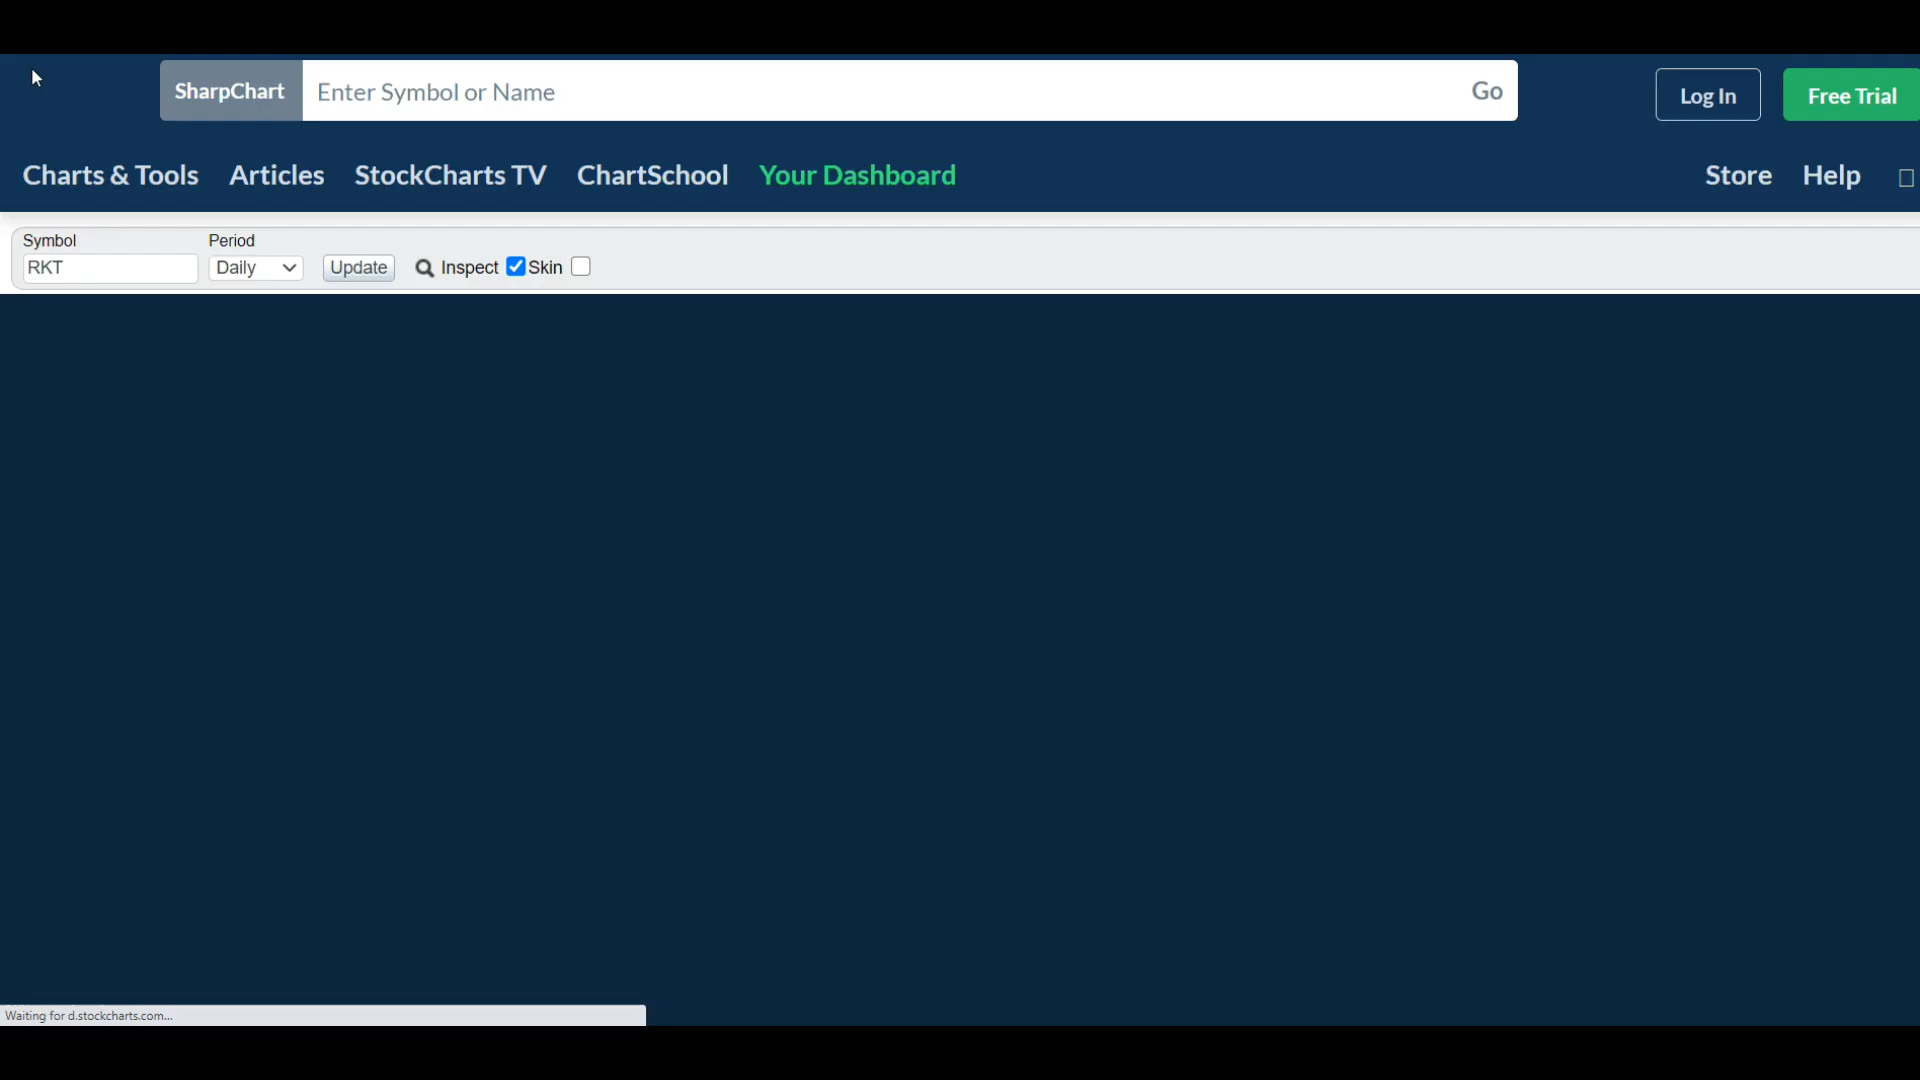 SharpChart Enter Symbol or Name Go Log In Free Trial
Charts & Tools Articles StockCharts TV ChartSchool Your Dashboard Store Help
Symbol Period
RKT Daily Update Inspect Skin
Waiting for d.stockcharts.com...